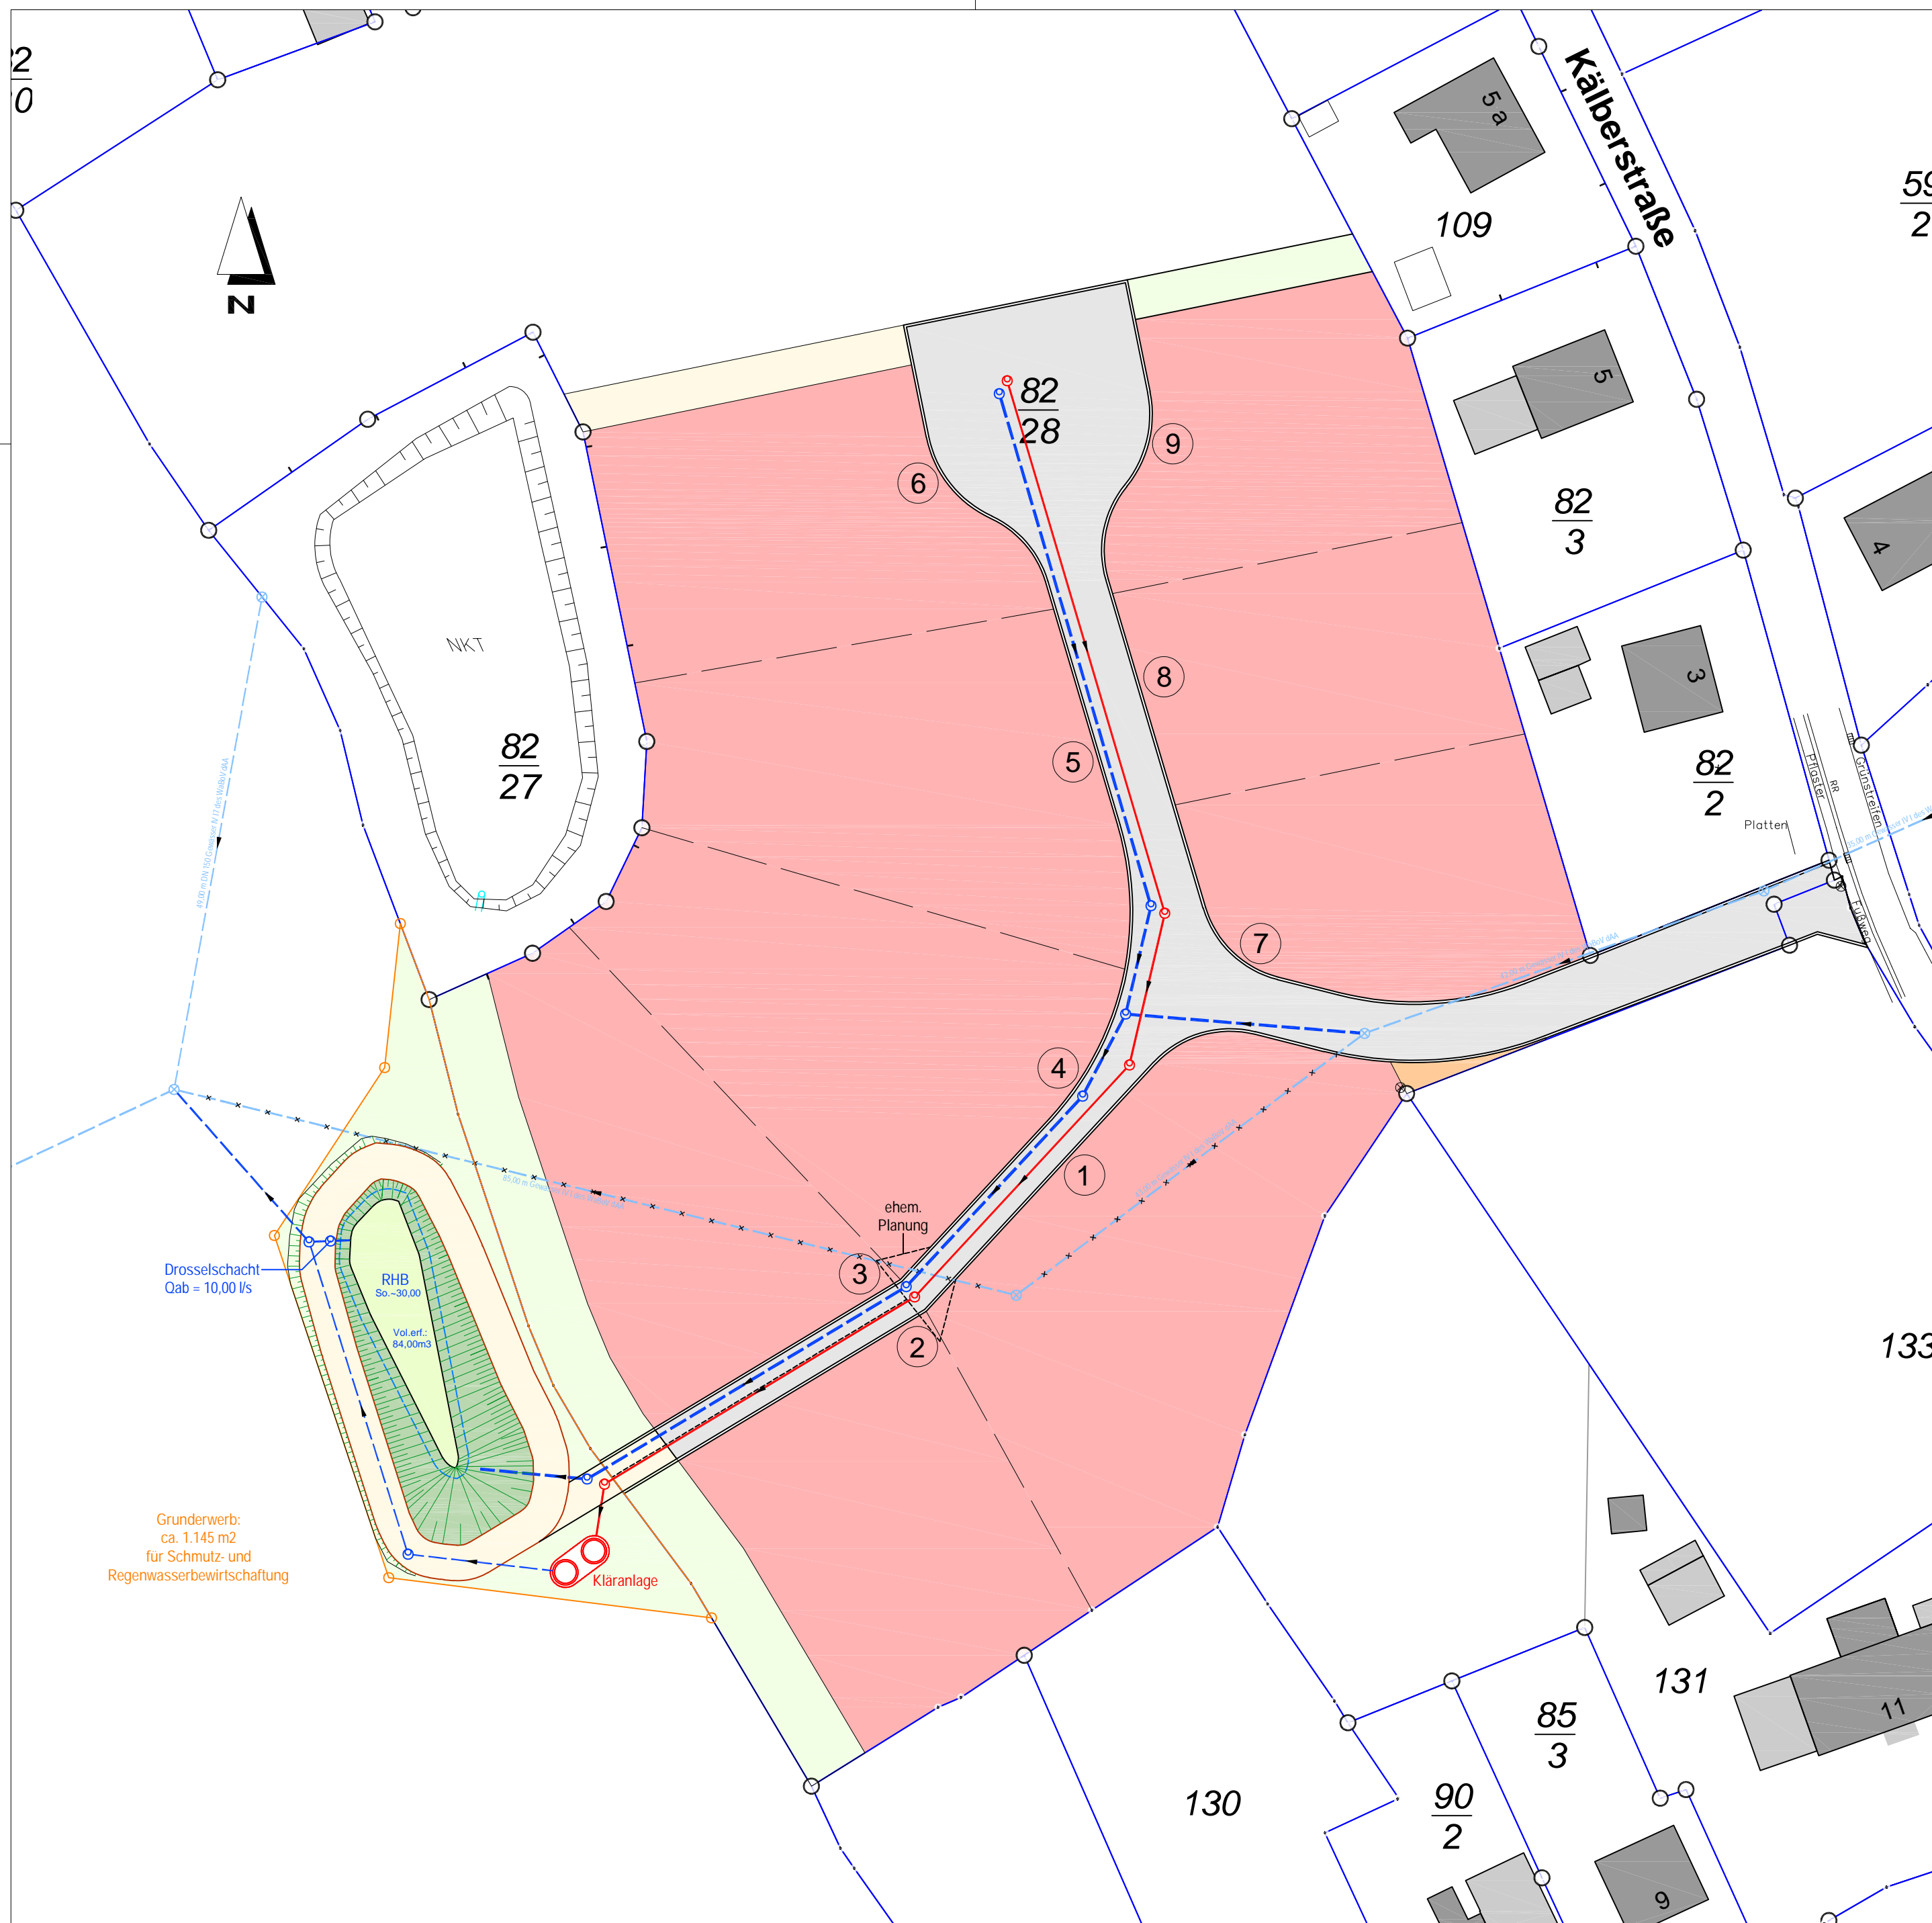 Kälberstraße
5 a
109
59
2
N
82
28
5
9
6
82
3
4
NKT
8
3
82
27
5
82
2
Pflaster
RR
Grünstreifen
Platten
Fußweg
7
4
1
ehem.
Planung
3
2
Drosselschacht
Qab = 10,00 l/s
RHB
So.~30,00
Vol.erf.:
84,00m3
133
Grunderwerb:
ca. 1.145 m2
für Schmutz- und
Regenwasserbewirtschaftung
Kläranlage
131
11
85
3
130
90
2
9